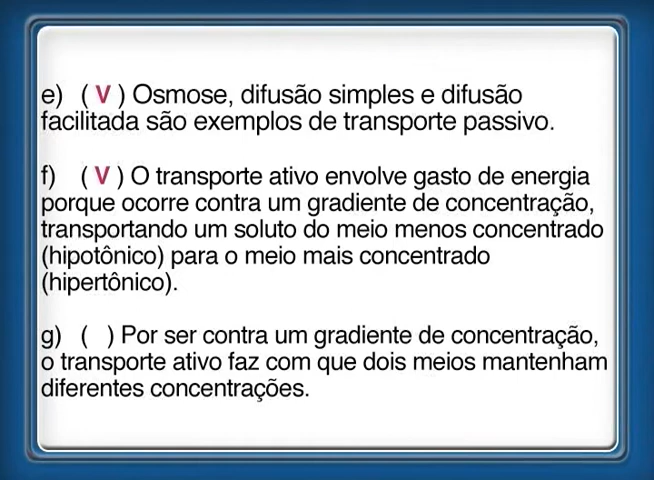 e) ( V ) Osmose, difusão simples e difusão
facilitada são exemplos de transporte passivo.
f) ( V ) O transporte ativo envolve gasto de energia
porque ocorre contra um gradiente de concentração,
transportando um soluto do meio menos concentrado
(hipotônico) para o meio mais concentrado
(hipertônico).
g) ( ) Por ser contra um gradiente de concentração,
o transporte ativo faz com que dois meios mantenham
diferentes concentrações.